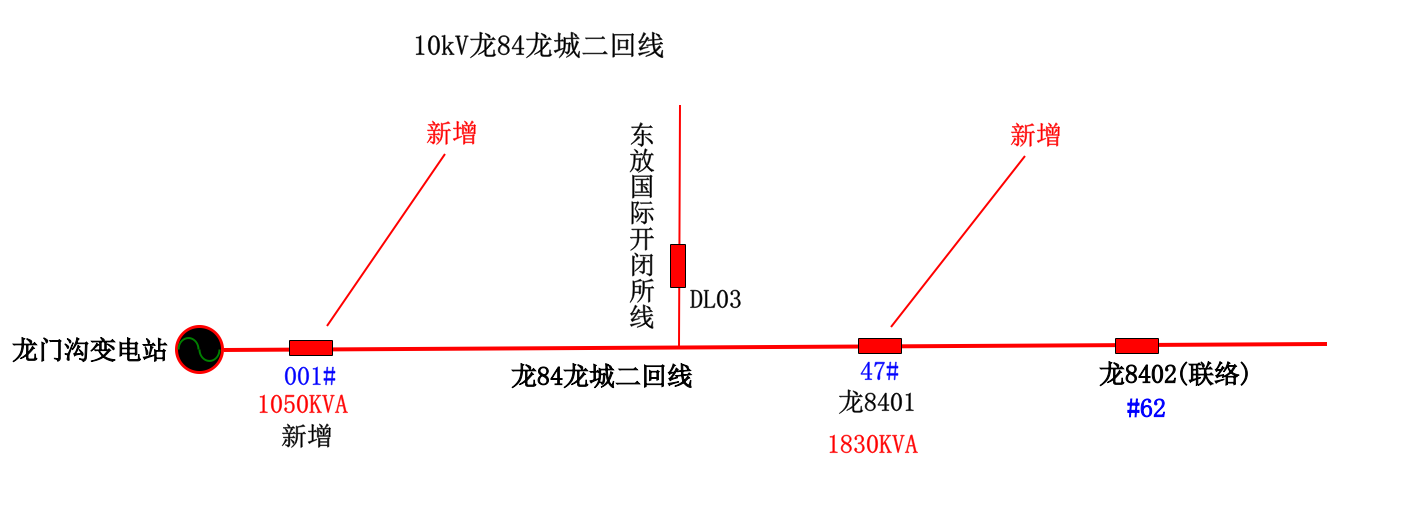 10kV龙84龙城二回线
新增
新增
东放国际开闭所线
DL03
龙门沟变电站
001#
1050KVA
新增
龙84龙城二回线
47#
龙8401
1830KVA
龙8402(联络)
#62